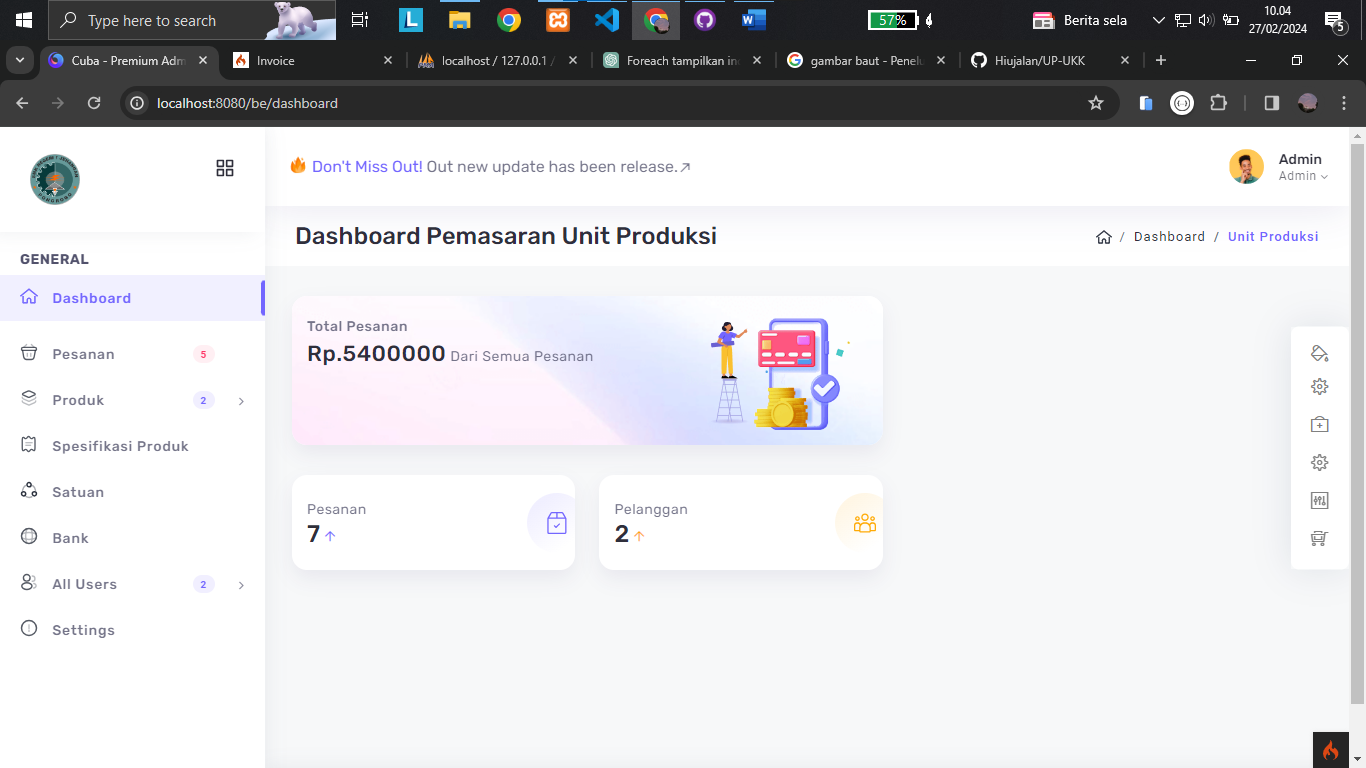 Type here to search
57%
Berita sela
10.04
27/02/2024
5
Cuba - Premium Adm
Invoice
localhost / 127.0.0.1 /
Foreach tampilkan in
gambar baut - Penelu
Hiujalan/UP-UKK
localhost:8080/be/dashboard
Don't Miss Out! Out new update has been release.
Admin
Admin
Dashboard Pemasaran Unit Produksi
/ Dashboard / Unit Produksi
GENERAL
Dashboard
Pesanan 5
Produk 2
Spesifikasi Produk
Satuan
Bank
All Users 2
Settings
Total Pesanan
Rp.5400000 Dari Semua Pesanan
Pesanan
7
Pelanggan
2